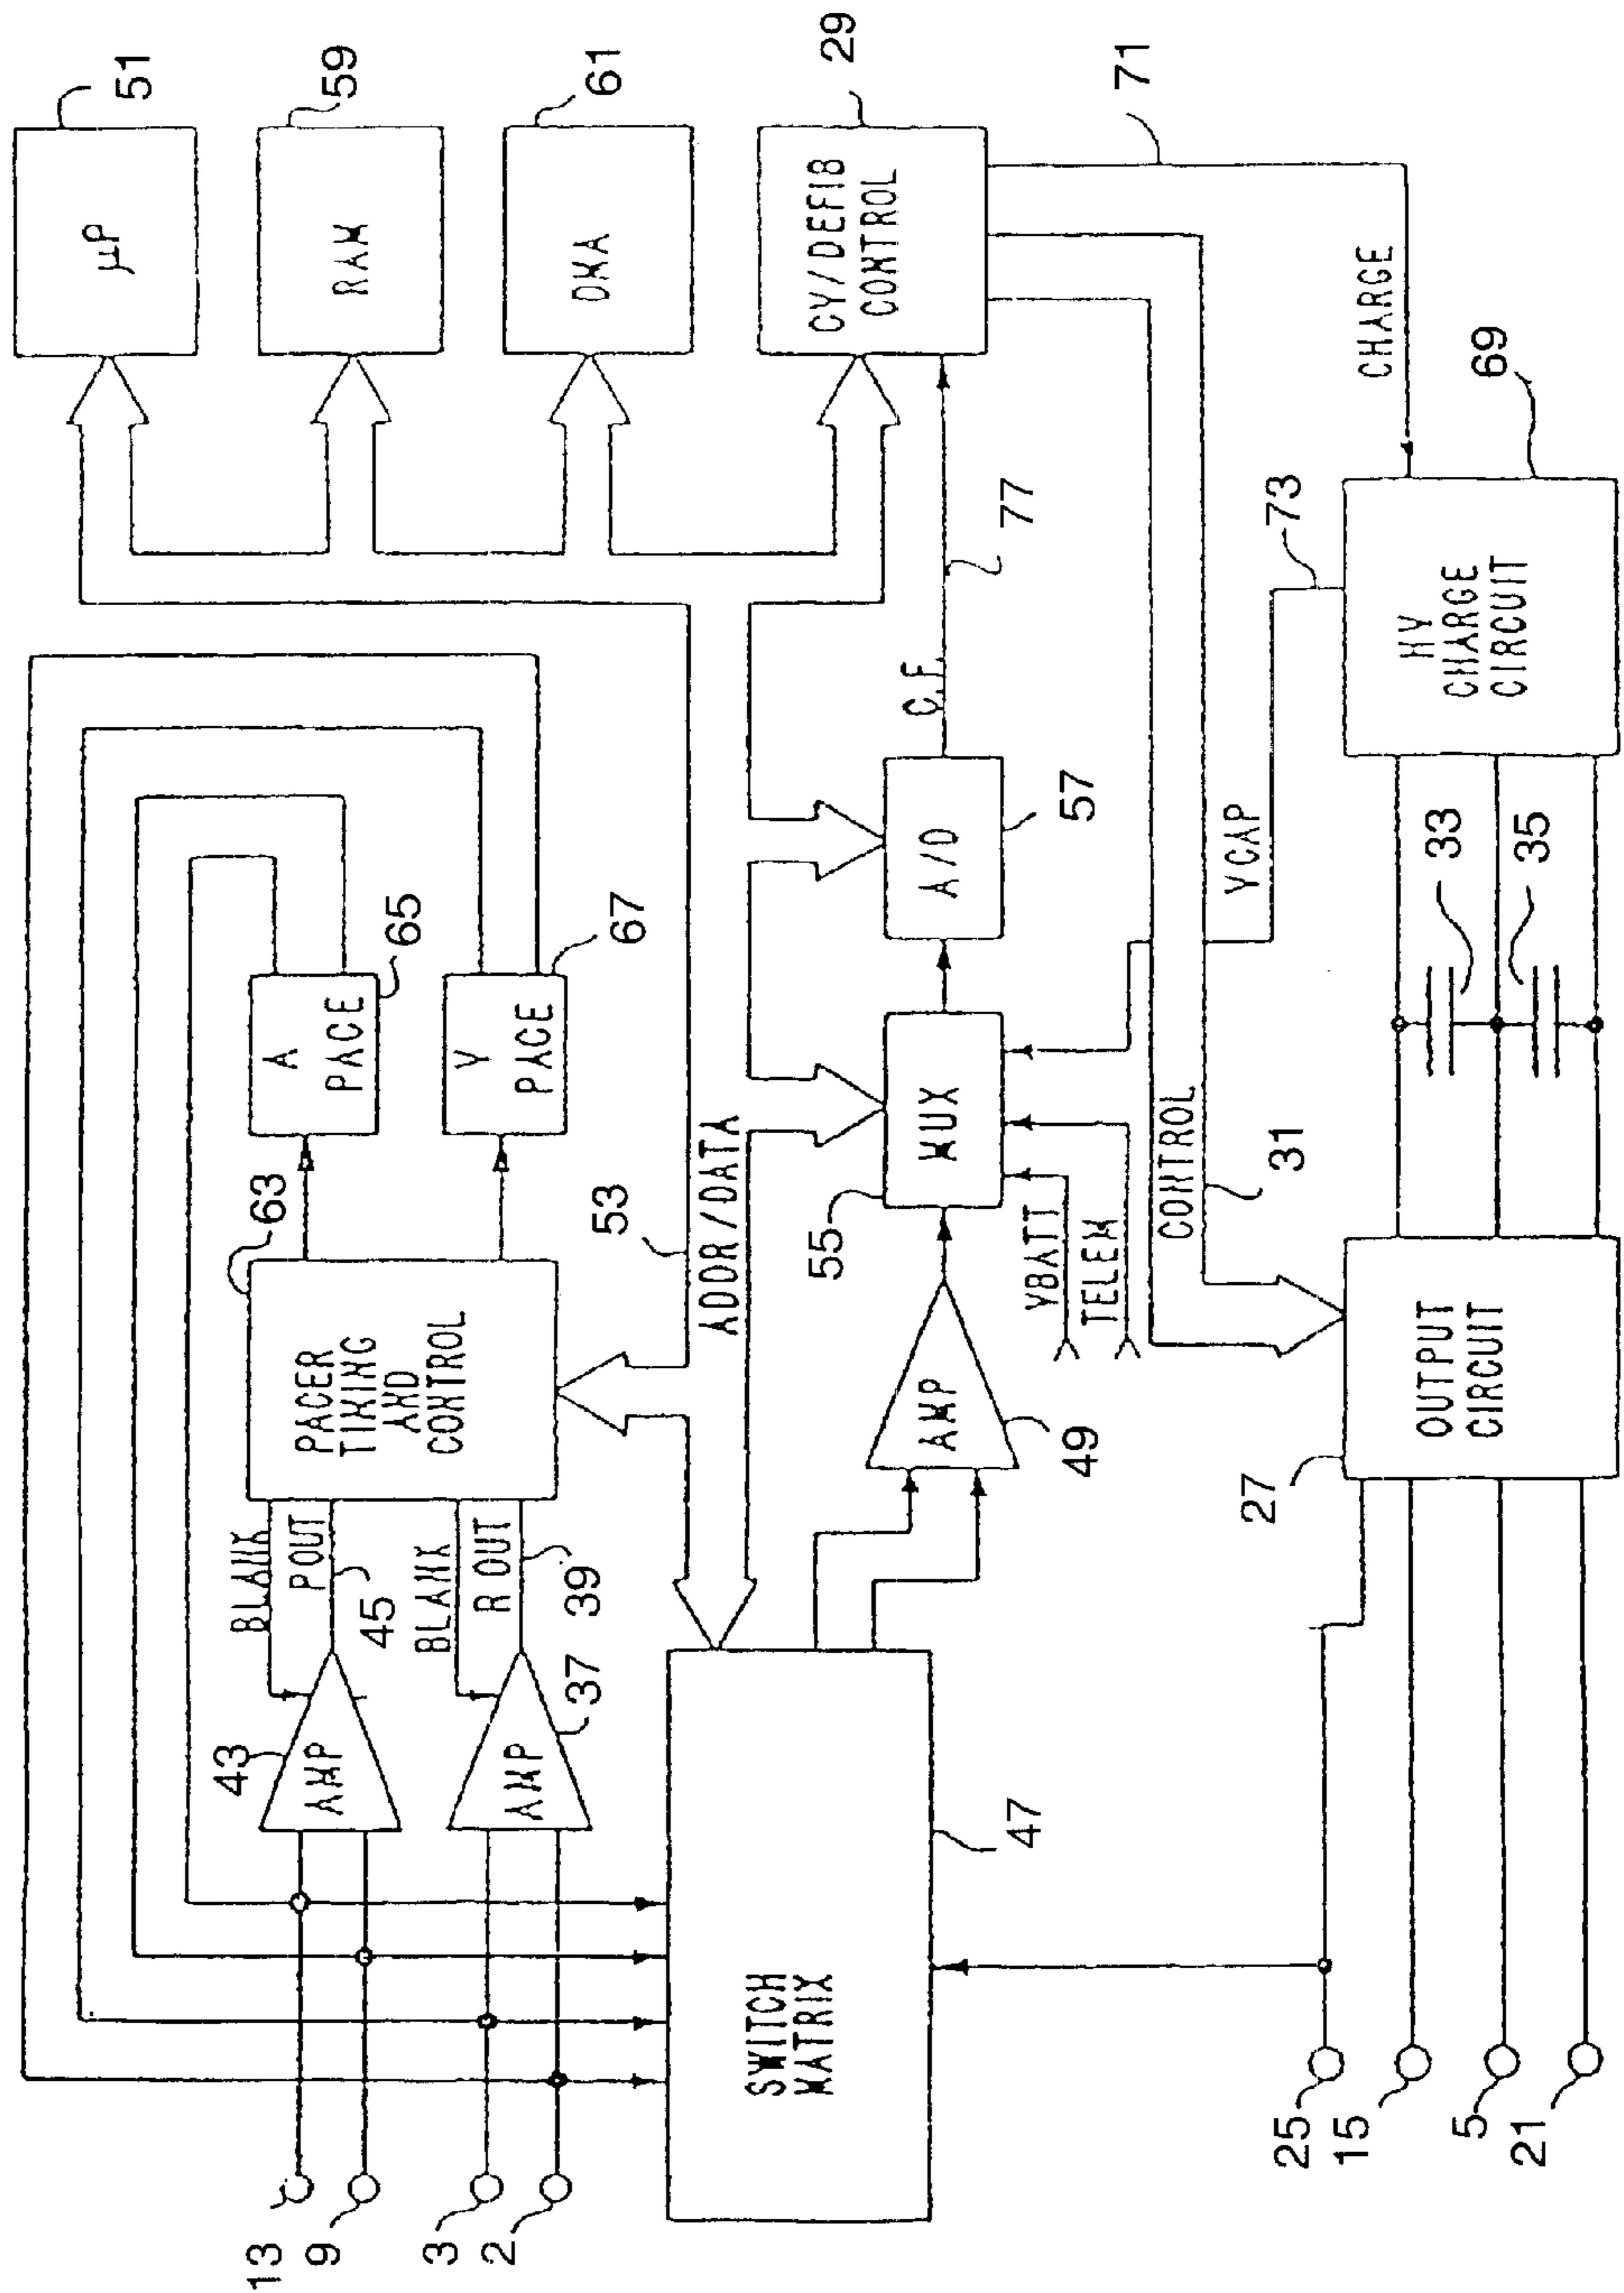 µP
51
RAM
59
DMA
61
CY/DEFIB
CONTROL
29
71
CHARGE
A
PACE
65
V
PACE
67
63
PACER
TIMING
AND
CONTROL
BLANK
P OUT
45
BLANK
R OUT
39
AMP
43
AMP
37
13
9
3
2
53
ADDR/DATA
C.F.
77
A/D
57
MUX
55
VBATT
TELEM
AMP
49
SWITCH
MATRIX
47
CONTROL
31
VCAP
73
HV
CHARGE
CIRCUIT
69
33
35
OUTPUT
CIRCUIT
27
25
15
5
21